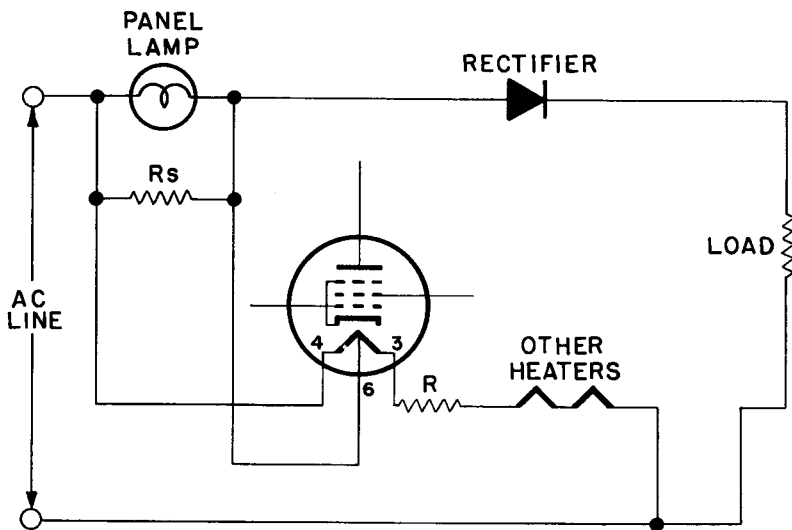 PANEL
LAMP
RECTIFIER
Rs
LOAD
AC
LINE
4
3
6
R
OTHER
HEATERS